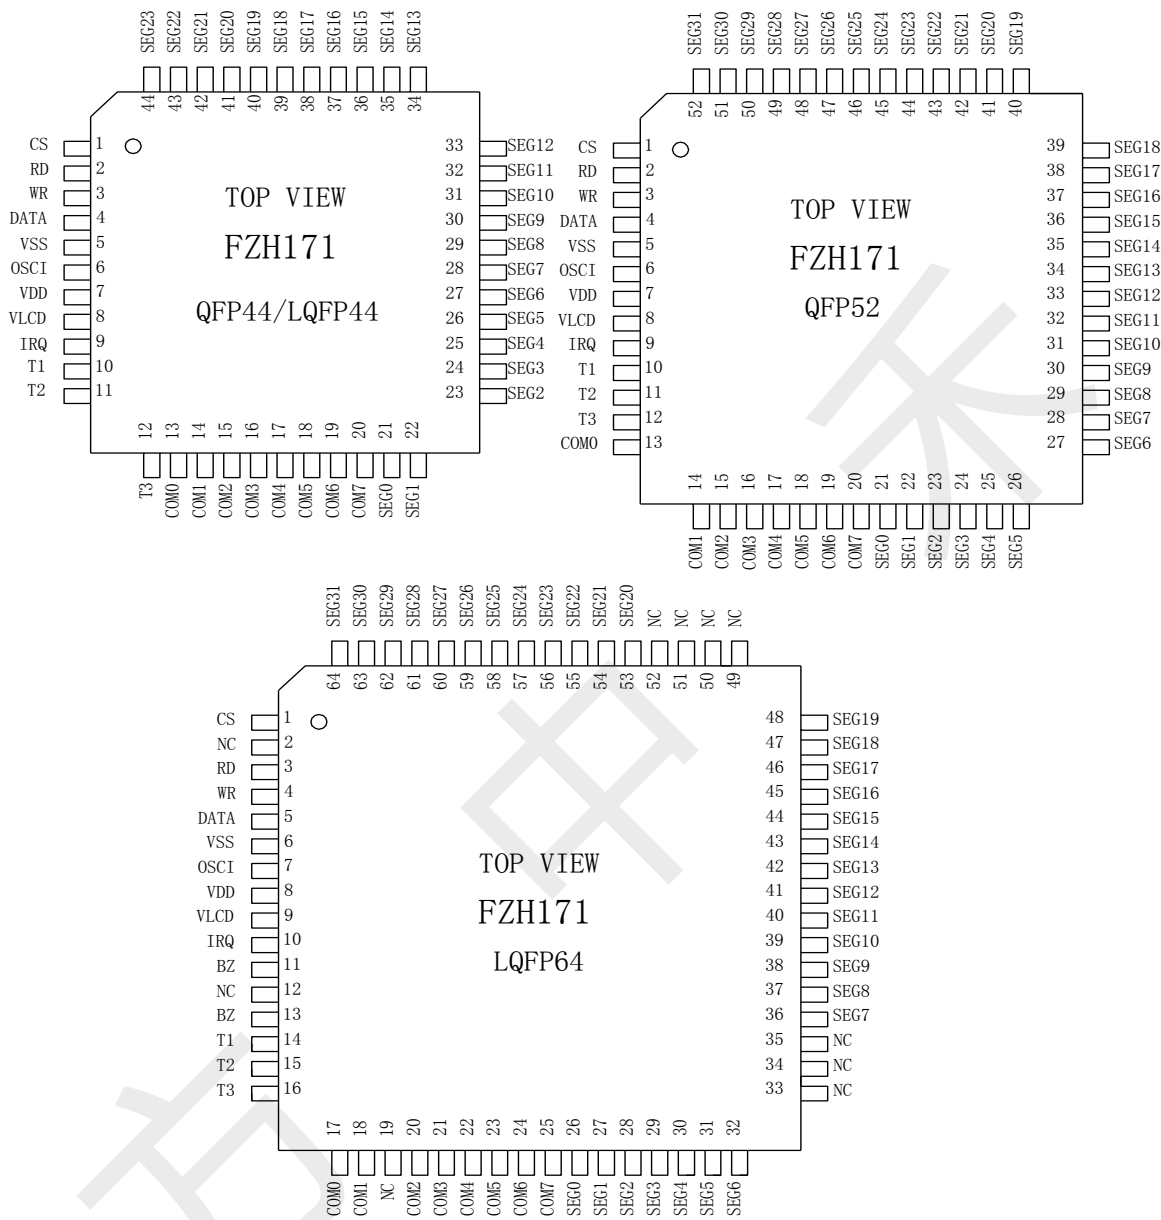 SEG23 SEG22 SEG21 SEG20 SEG19 SEG18 SEG17 SEG16 SEG15 SEG14 SEG13
44 43 42 41 40 39 38 37 36 35 34
CS 1 33 SEG12
RD 2 32 SEG11
WR 3 31 SEG10
DATA 4 30 SEG9
VSS 5 29 SEG8
OSCI 6 28 SEG7
VDD 7 27 SEG6
VLCD 8 26 SEG5
IRQ 9 25 SEG4
T1 10 24 SEG3
T2 11 23 SEG2
TOP VIEW
FZH171
QFP44/LQFP44
12 13 14 15 16 17 18 19 20 21 22
T3 COM0 COM1 COM2 COM3 COM4 COM5 COM6 COM7 SEG0 SEG1
SEG31 SEG30 SEG29 SEG28 SEG27 SEG26 SEG25 SEG24 SEG23 SEG22 SEG21 SEG20 SEG19
52 51 50 49 48 47 46 45 44 43 42 41 40
CS 1 39 SEG18
RD 2 38 SEG17
WR 3 37 SEG16
DATA 4 36 SEG15
VSS 5 35 SEG14
OSCI 6 34 SEG13
VDD 7 33 SEG12
VLCD 8 32 SEG11
IRQ 9 31 SEG10
T1 10 30 SEG9
T2 11 29 SEG8
T3 12 28 SEG7
COM0 13 27 SEG6
TOP VIEW
FZH171
QFP52
14 15 16 17 18 19 20 21 22 23 24 25 26
COM1 COM2 COM3 COM4 COM5 COM6 COM7 SEG0 SEG1 SEG2 SEG3 SEG4 SEG5
SEG31 SEG30 SEG29 SEG28 SEG27 SEG26 SEG25 SEG24 SEG23 SEG22 SEG21 SEG20 NC NC NC NC
64 63 62 61 60 59 58 57 56 55 54 53 52 51 50 49
CS 1 48 SEG19
NC 2 47 SEG18
RD 3 46 SEG17
WR 4 45 SEG16
DATA 5 44 SEG15
VSS 6 43 SEG14
OSCI 7 42 SEG13
VDD 8 41 SEG12
VLCD 9 40 SEG11
IRQ 10 39 SEG10
BZ 11 38 SEG9
NC 12 37 SEG8
BZ 13 36 SEG7
T1 14 35 NC
T2 15 34 NC
T3 16 33 NC
TOP VIEW
FZH171
LQFP64
17 18 19 20 21 22 23 24 25 26 27 28 29 30 31 32
COM0 COM1 NC COM2 COM3 COM4 COM5 COM6 COM7 SEG0 SEG1 SEG2 SEG3 SEG4 SEG5 SEG6
方中禾